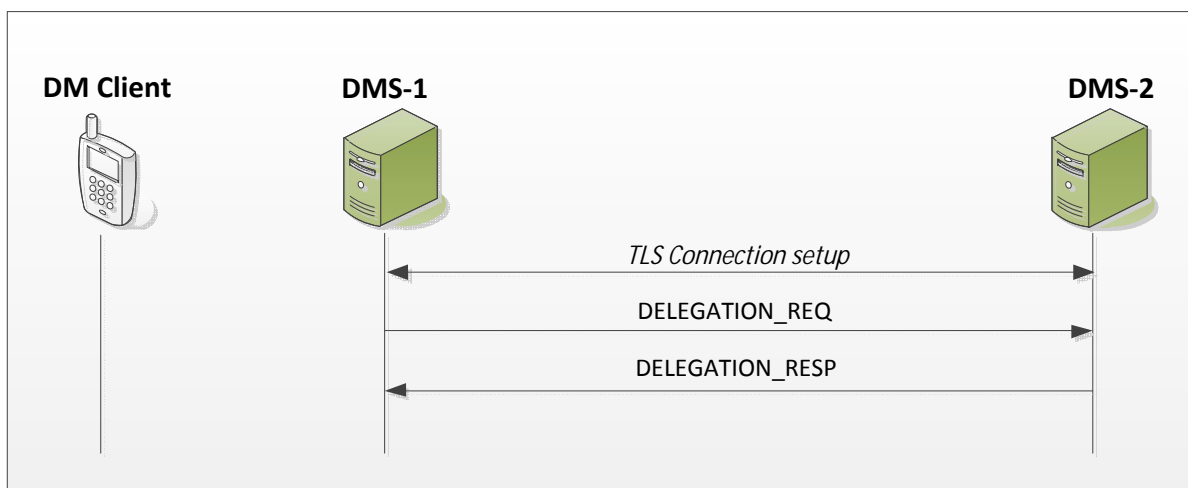 DM Client
DMS-1
DMS-2
TLS Connection setup
DELEGATION_REQ
DELEGATION_RESP